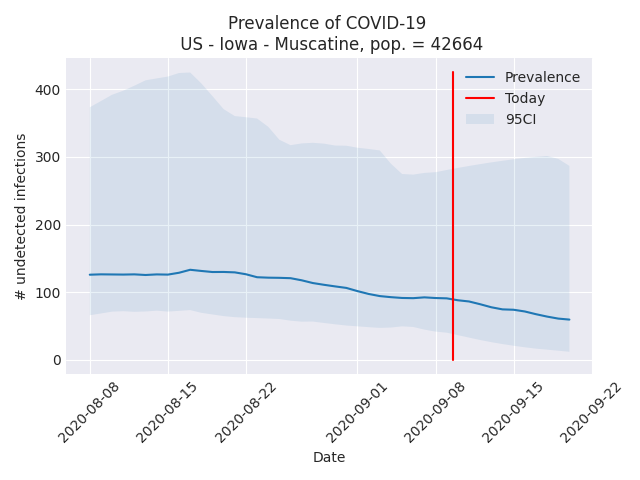 Prevalence of COVID-19
US - Iowa - Muscatine, pop. = 42664
Prevalence
Today
95CI
400
300
200
100
0
# undetected infections
2020-08-08
2020-08-15
2020-08-22
2020-09-01
2020-09-08
2020-09-15
2020-09-22
Date